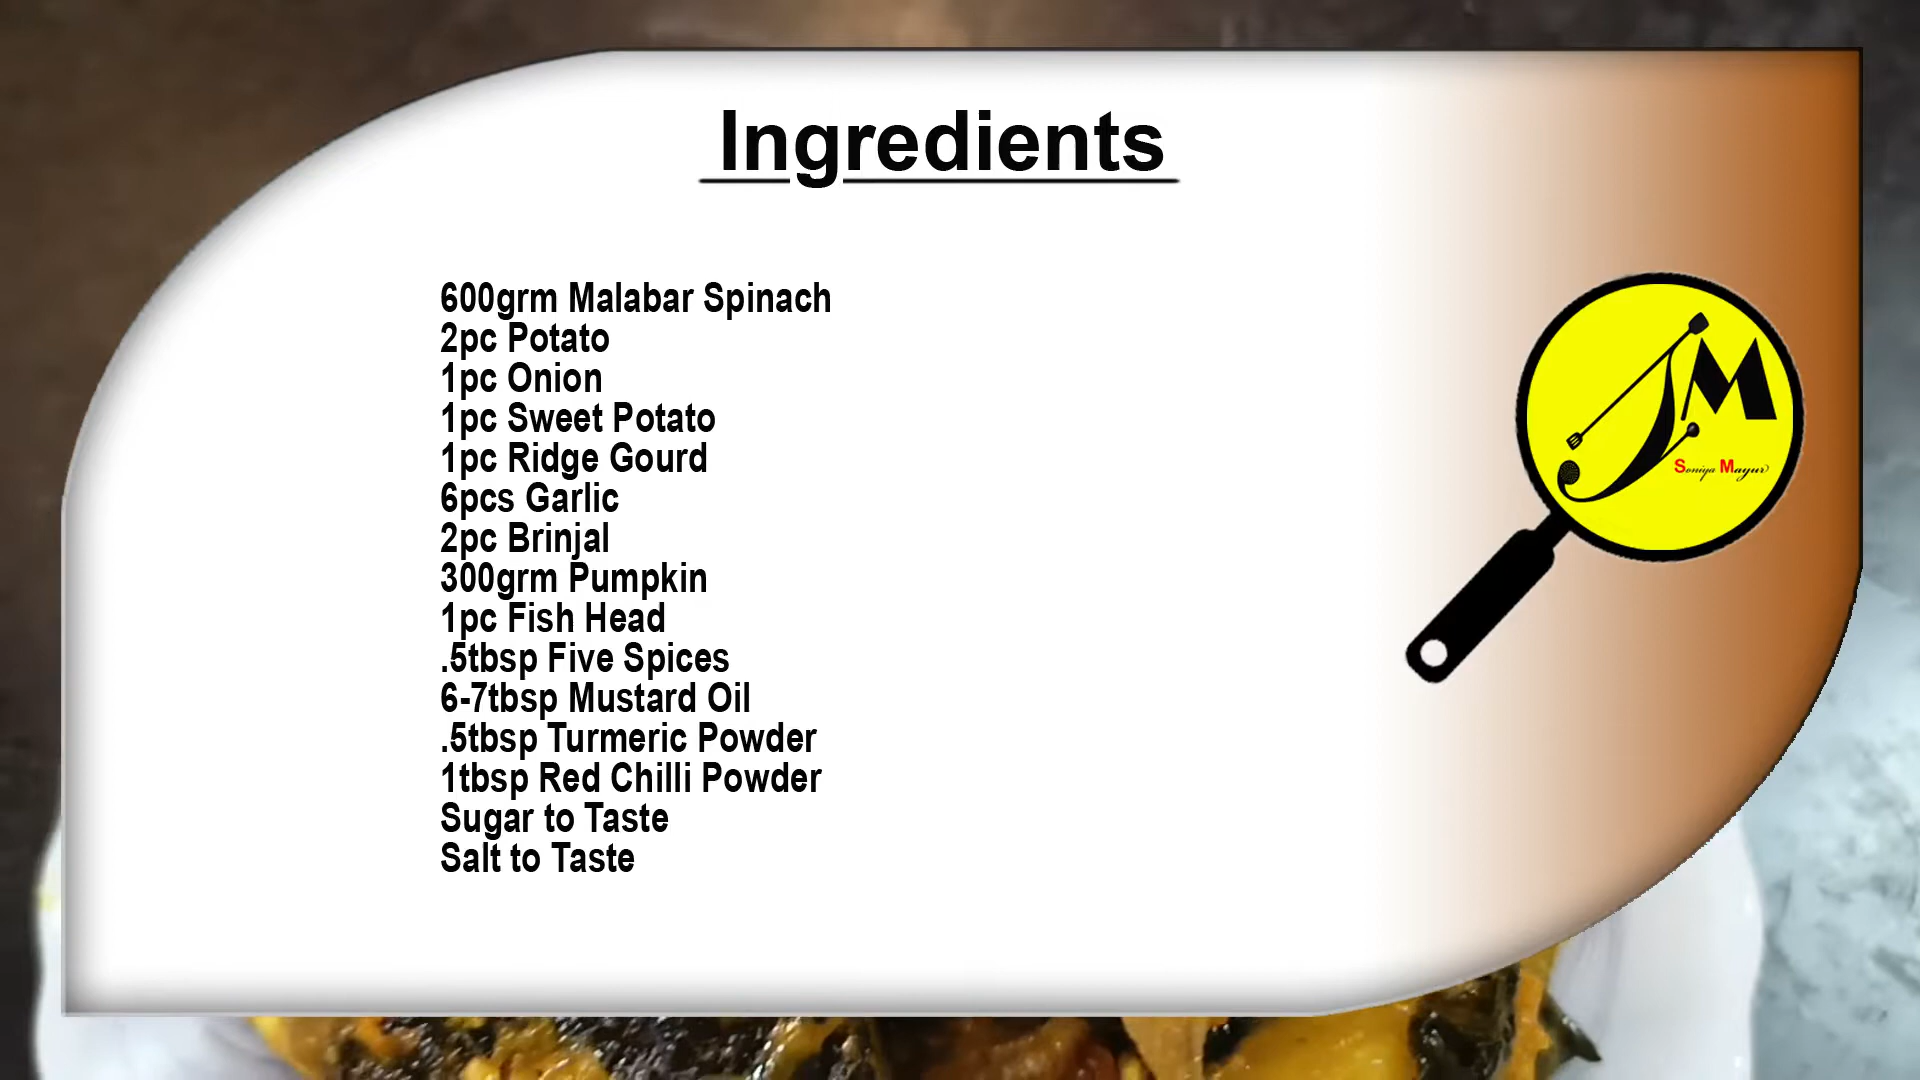 Ingredients
600grm Malabar Spinach
2pc Potato
1pc Onion
1pc Sweet Potato
1pc Ridge Gourd
6pcs Garlic
2pc Brinjal
300grm Pumpkin
1pc Fish Head
.5tbsp Five Spices
6-7tbsp Mustard Oil
.5tbsp Turmeric Powder
1tbsp Red Chilli Powder
Sugar to Taste
Salt to Taste
SM
Soniya Mayur